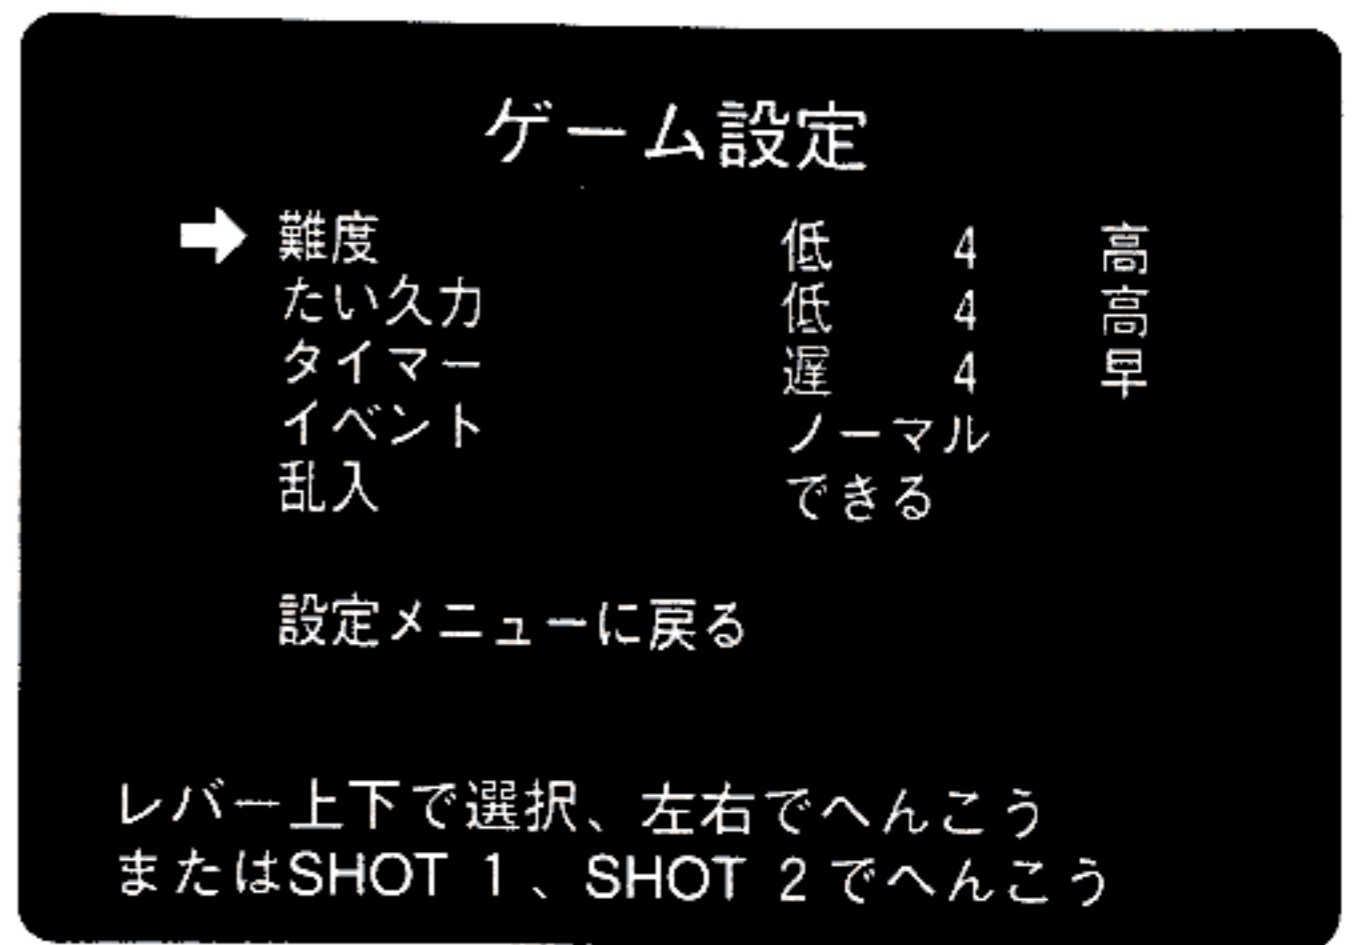 ゲーム設定
➡ 難度 低 4 高
たい久力 低 4 高
タイマー 遅 4 早
イベント ノーマル
乱入 できる
設定メニューに戻る
レバー上下で選択、左右でへんこう
またはSHOT 1、SHOT 2でへんこう